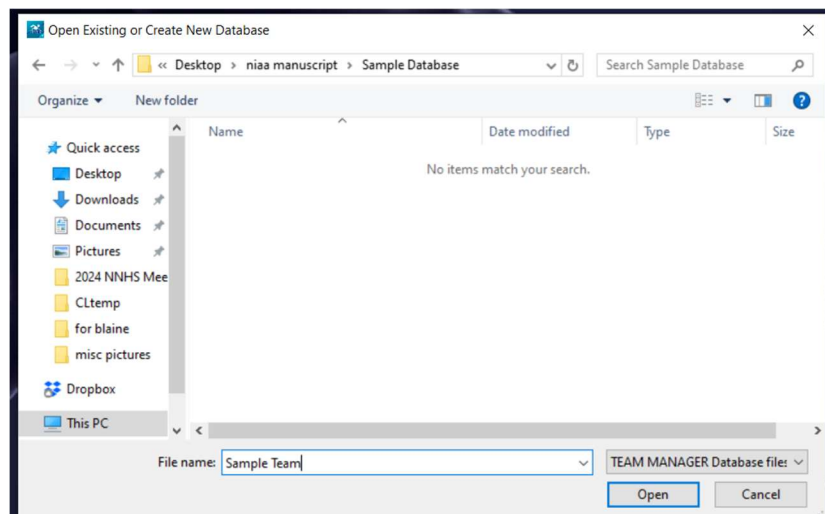 Open Existing or Create New Database
« Desktop › niaa manuscript › Sample Database
Search Sample Database
Organize
New folder
?
Name
Date modified
Type
Size
No items match your search.
Quick access
Desktop
Downloads
Documents
Pictures
2024 NNHS Mee
CLtemp
for blaine
misc pictures
Dropbox
This PC
File name:
Sample Team
TEAM MANAGER Database files
Open
Cancel